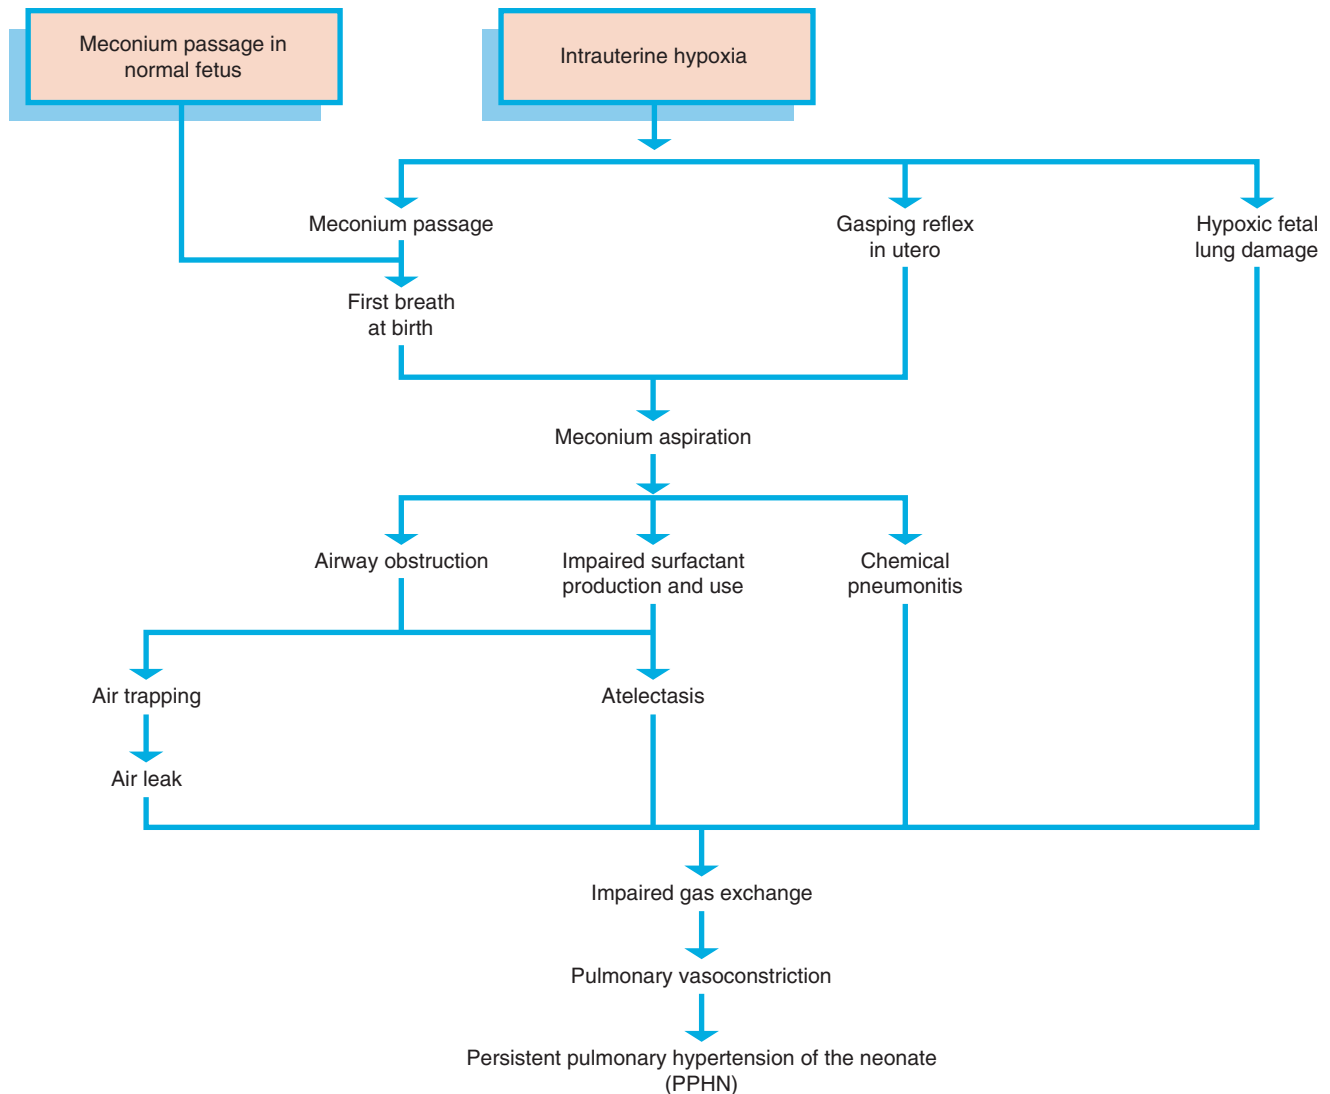 Meconium passage in
normal fetus
Intrauterine hypoxia
Meconium passage
Gasping reflex
in utero
Hypoxic fetal
lung damage
First breath
at birth
Meconium aspiration
Airway obstruction
Impaired surfactant
production and use
Chemical
pneumonitis
Air trapping
Atelectasis
Air leak
Impaired gas exchange
Pulmonary vasoconstriction
Persistent pulmonary hypertension of the neonate
(PPHN)